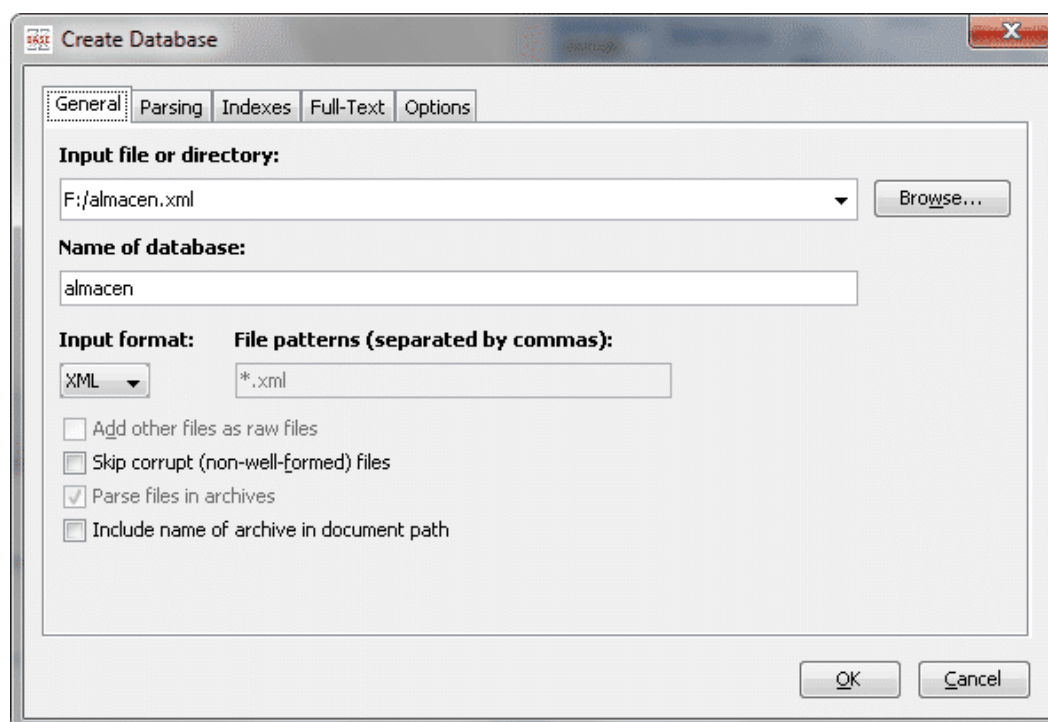 BASE Create Database
General Parsing Indexes Full-Text Options
Input file or directory:
F:/almacen.xml Browse...
Name of database:
almacen
Input format: File patterns (separated by commas):
XML *.xml
Add other files as raw files
Skip corrupt (non-well-formed) files
Parse files in archives
Include name of archive in document path
OK Cancel